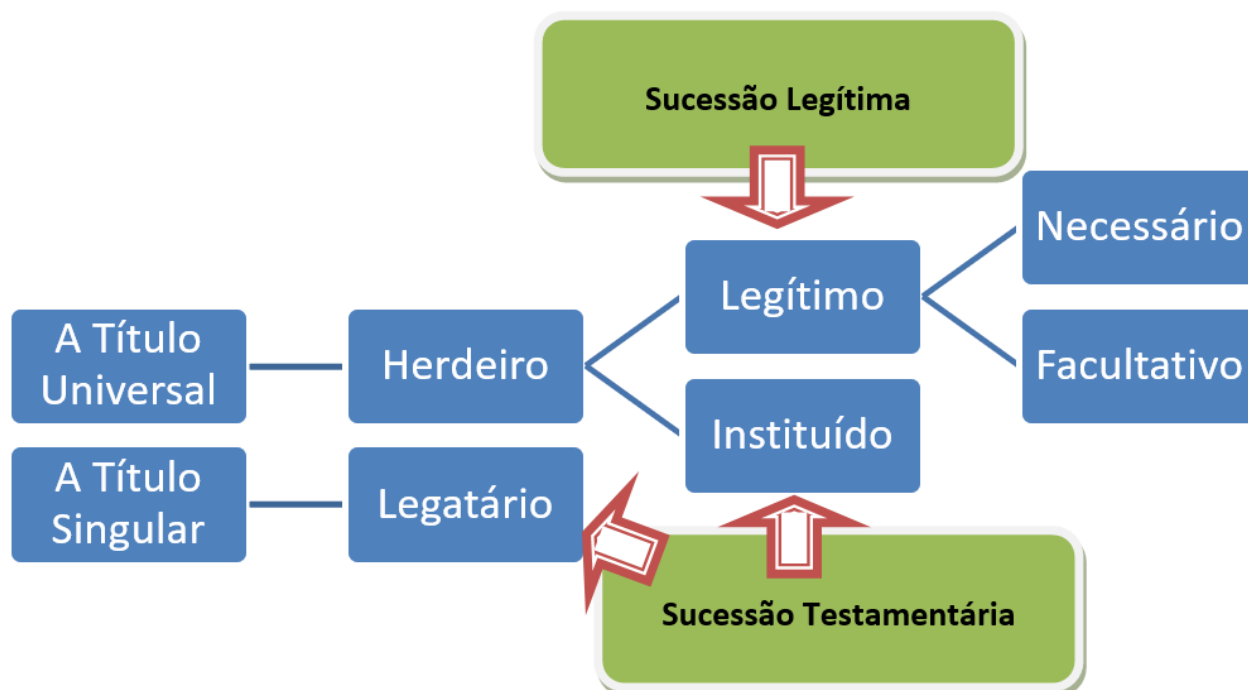 Sucessão Legítima
Necessário
Legítimo
A Título
Universal
Herdeiro
Facultativo
Instituído
A Título
Singular
Legatário
Sucessão Testamentária